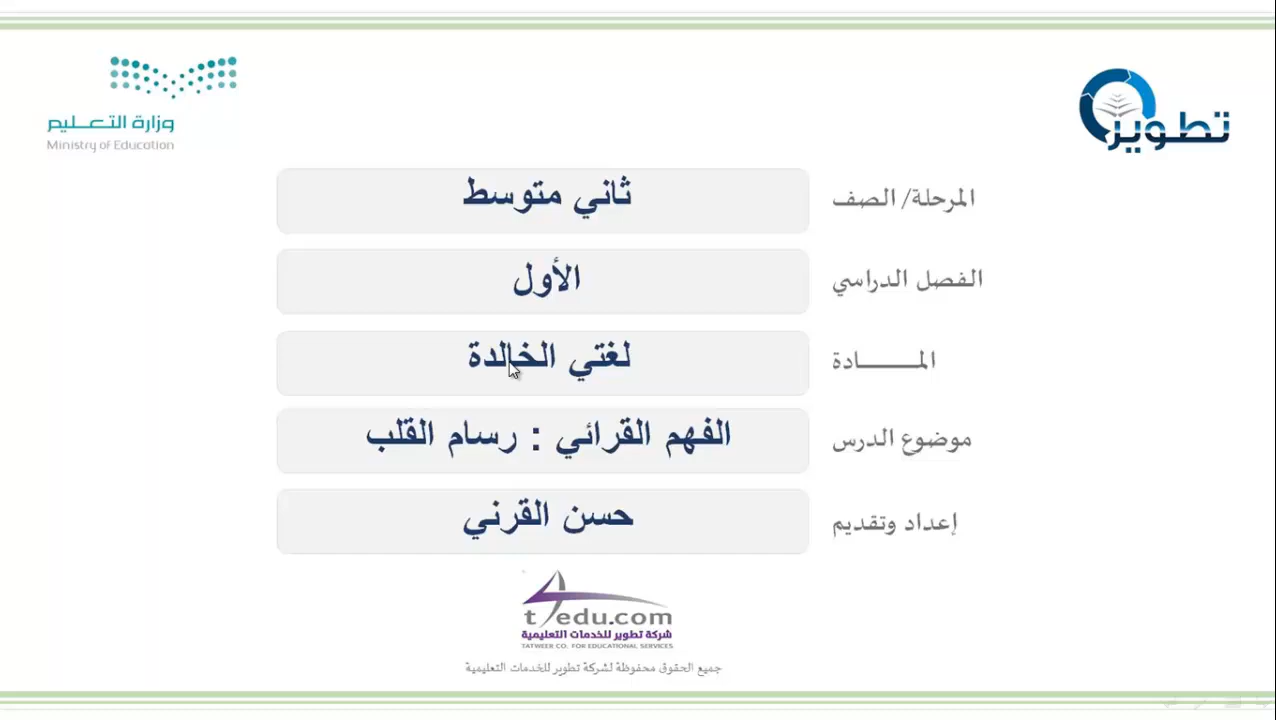 وزارة التعليم
Ministry of Education
تطوير
المرحلة/ الصف
ثاني متوسط
الفصل الدراسي
الأول
المـــــــادة
لغتي الخالدة
موضوع الدرس
الفهم القرائي : رسام القلب
إعداد وتقديم
حسن القرني
t4edu.com
شركة تطوير للخدمات التعليمية
TATWEER CO. FOR EDUCATIONAL SERVICES
جميع الحقوق محفوظة لشركة تطوير للخدمات التعليمية